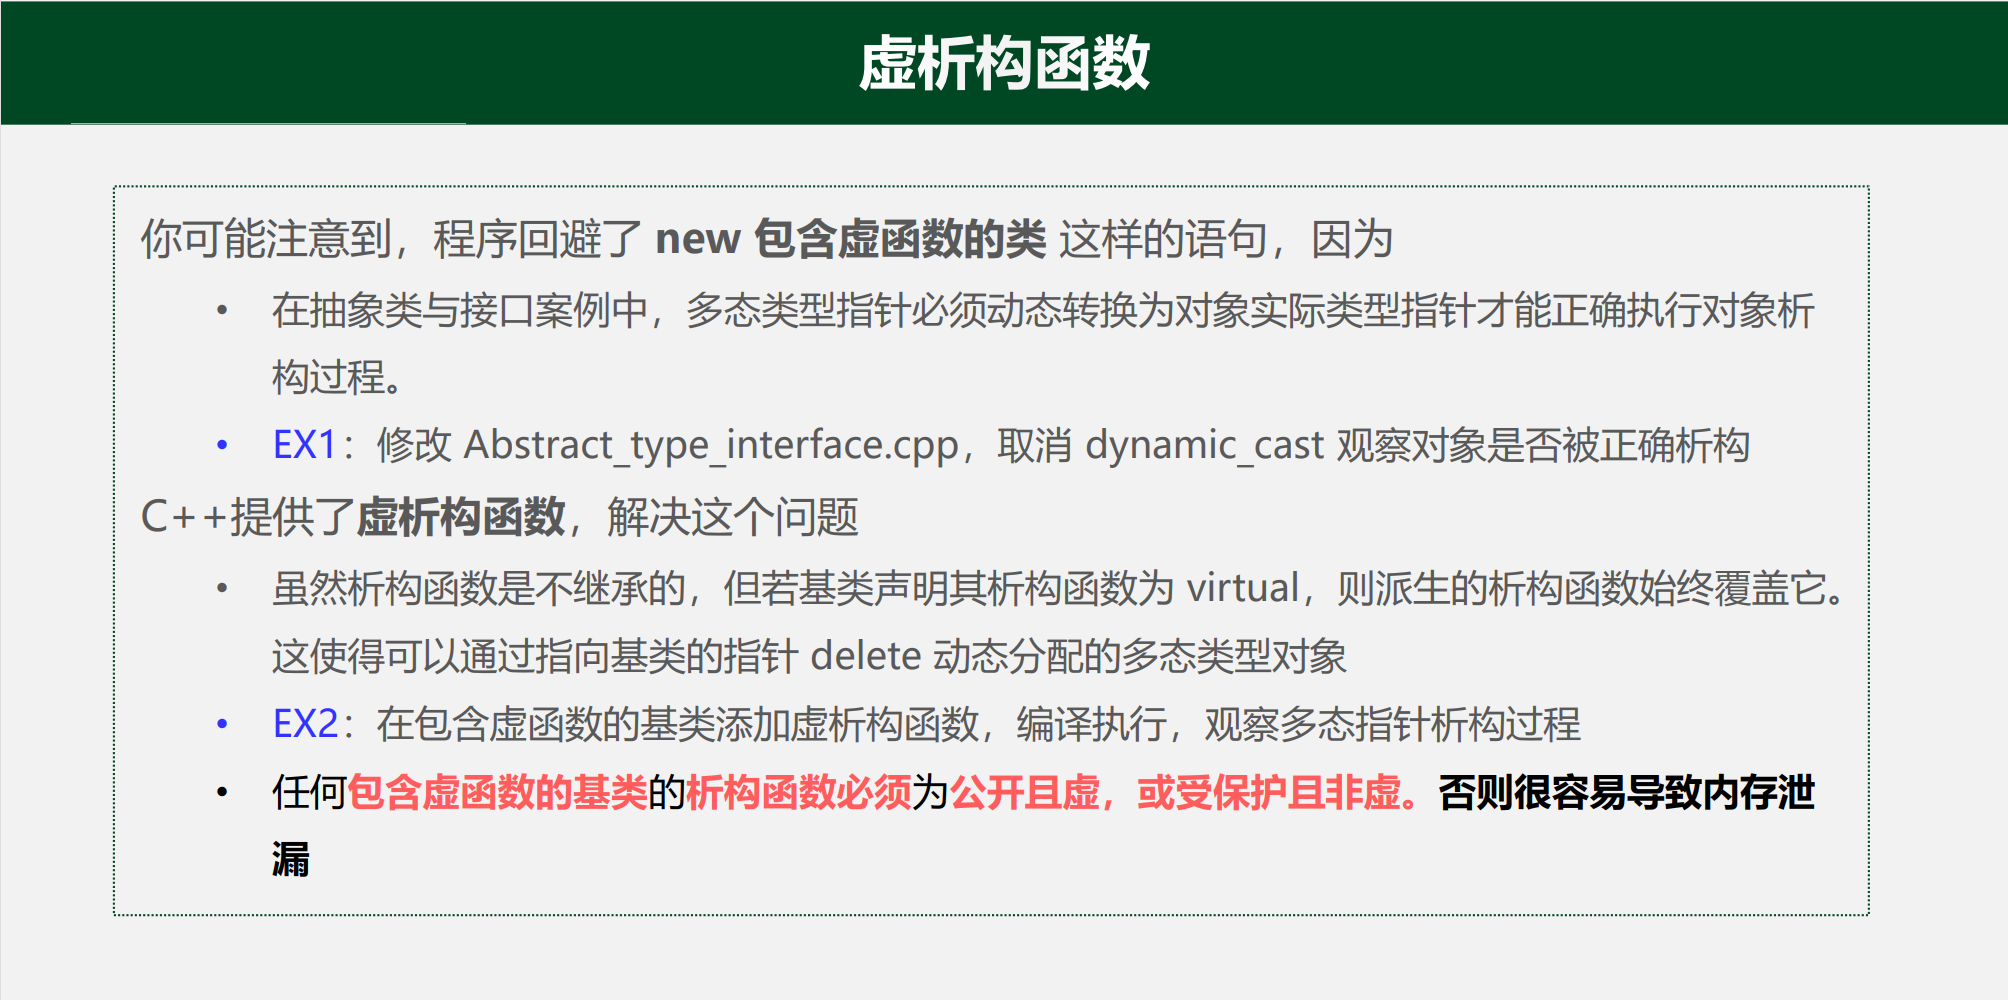 虚析构函数
你可能注意到，程序回避了 new 包含虚函数的类 这样的语句，因为
• 在抽象类与接口案例中，多态类型指针必须动态转换为对象实际类型指针才能正确执行对象析
构过程。
• EX1：修改 Abstract_type_interface.cpp，取消 dynamic_cast 观察对象是否被正确析构
C++提供了虚析构函数，解决这个问题
• 虽然析构函数是不继承的，但若基类声明其析构函数为 virtual，则派生的析构函数始终覆盖它。
这使得可以通过指向基类的指针 delete 动态分配的多态类型对象
• EX2：在包含虚函数的基类添加虚析构函数，编译执行，观察多态指针析构过程
• 任何包含虚函数的基类的析构函数必须为公开且虚，或受保护且非虚。否则很容易导致内存泄
漏